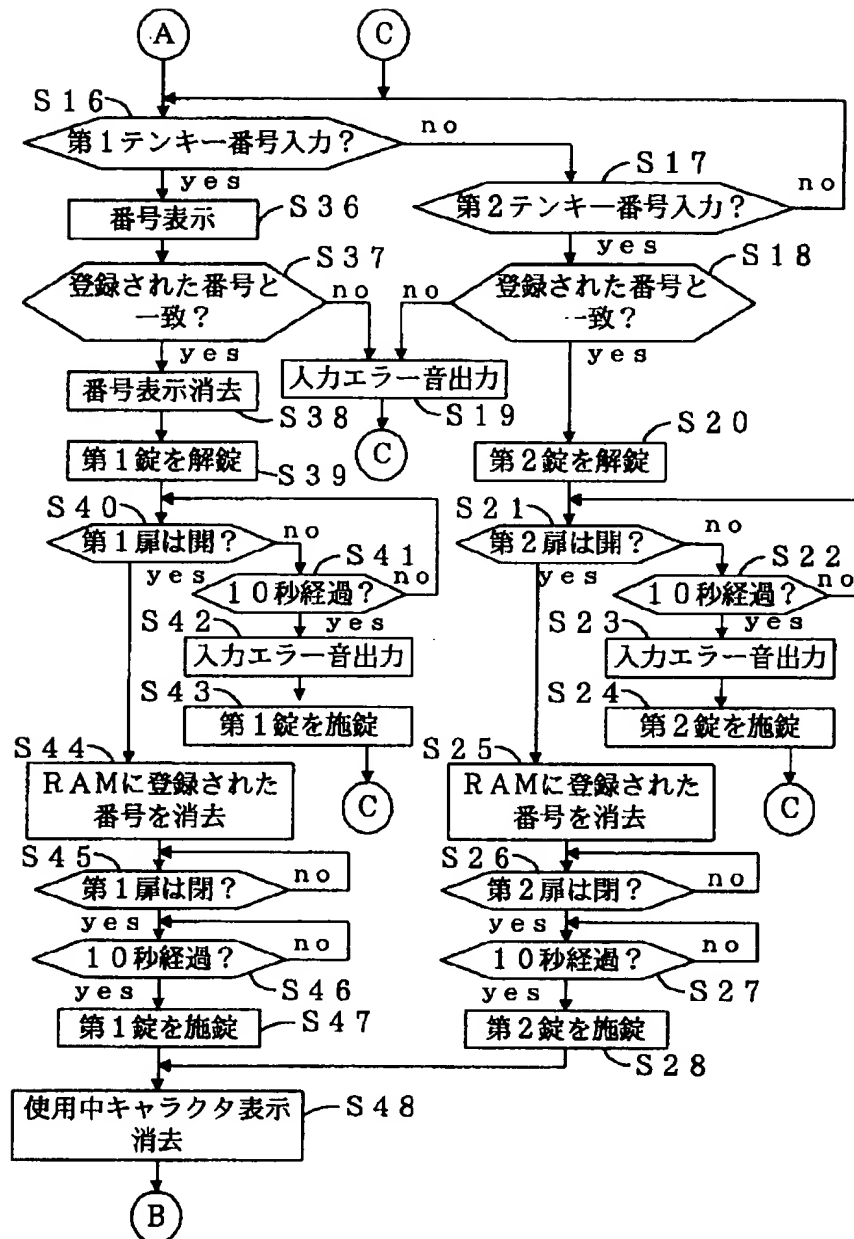 A
C
S16
第1テンキー番号入力?
no
yes
S17
第2テンキー番号入力?
no
yes
番号表示
S36
S37
登録された番号と
一致?
no
yes
S18
登録された番号と
一致?
no
yes
入力エラー音出力
S19
C
番号表示消去
S38
第1錠を解錠
S39
S20
第2錠を解錠
S40
第1扉は開?
no
yes
S41
10秒経過?
no
yes
S42
入力エラー音出力
S43
第1錠を施錠
C
S21
第2扉は開?
no
yes
S22
10秒経過?
no
yes
S23
入力エラー音出力
S24
第2錠を施錠
C
S44
RAMに登録された
番号を消去
S25
RAMに登録された
番号を消去
S45
第1扉は閉?
no
yes
S26
第2扉は閉?
no
yes
10秒経過?
no
S46
yes
10秒経過?
no
S27
yes
第1錠を施錠
S47
第2錠を施錠
S28
使用中キャラクタ表示
消去
S48
B